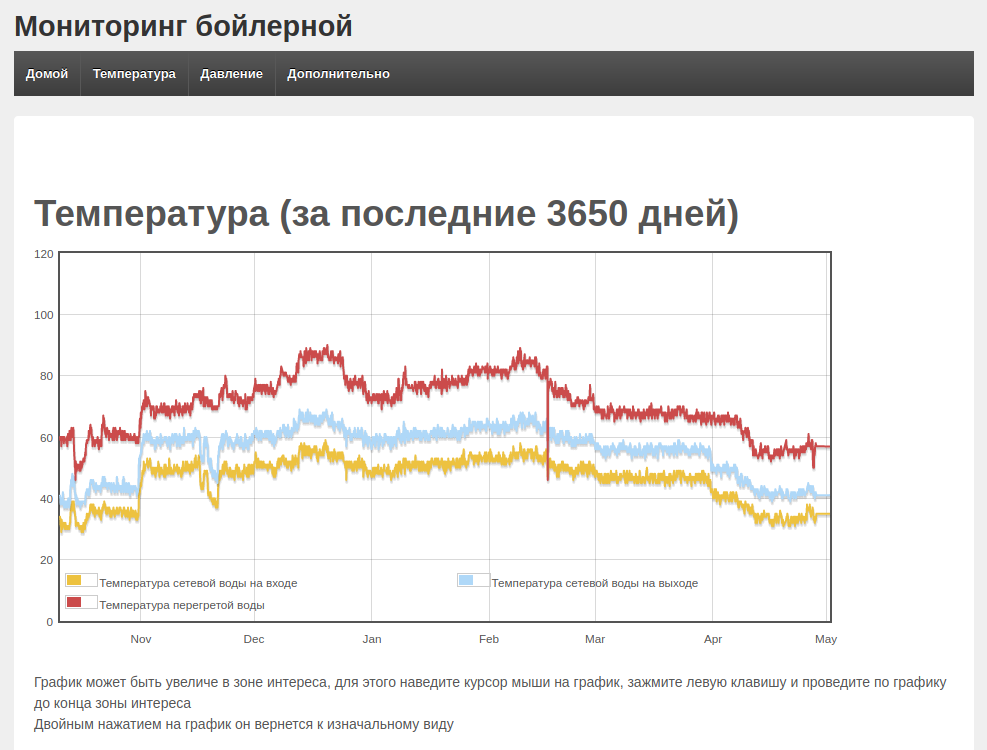 Мониторинг бойлерной
Домой Температура Давление Дополнительно
Температура (за последние 3650 дней)
120
100
80
60
40
20
0
Температура сетевой воды на входе
Температура сетевой воды на выходе
Температура перегретой воды
Nov Dec Jan Feb Mar Apr May
График может быть увеличе в зоне интереса, для этого наведите курсор мыши на график, зажмите левую клавишу и проведите по графику
до конца зоны интереса
Двойным нажатием на график он вернется к изначальному виду